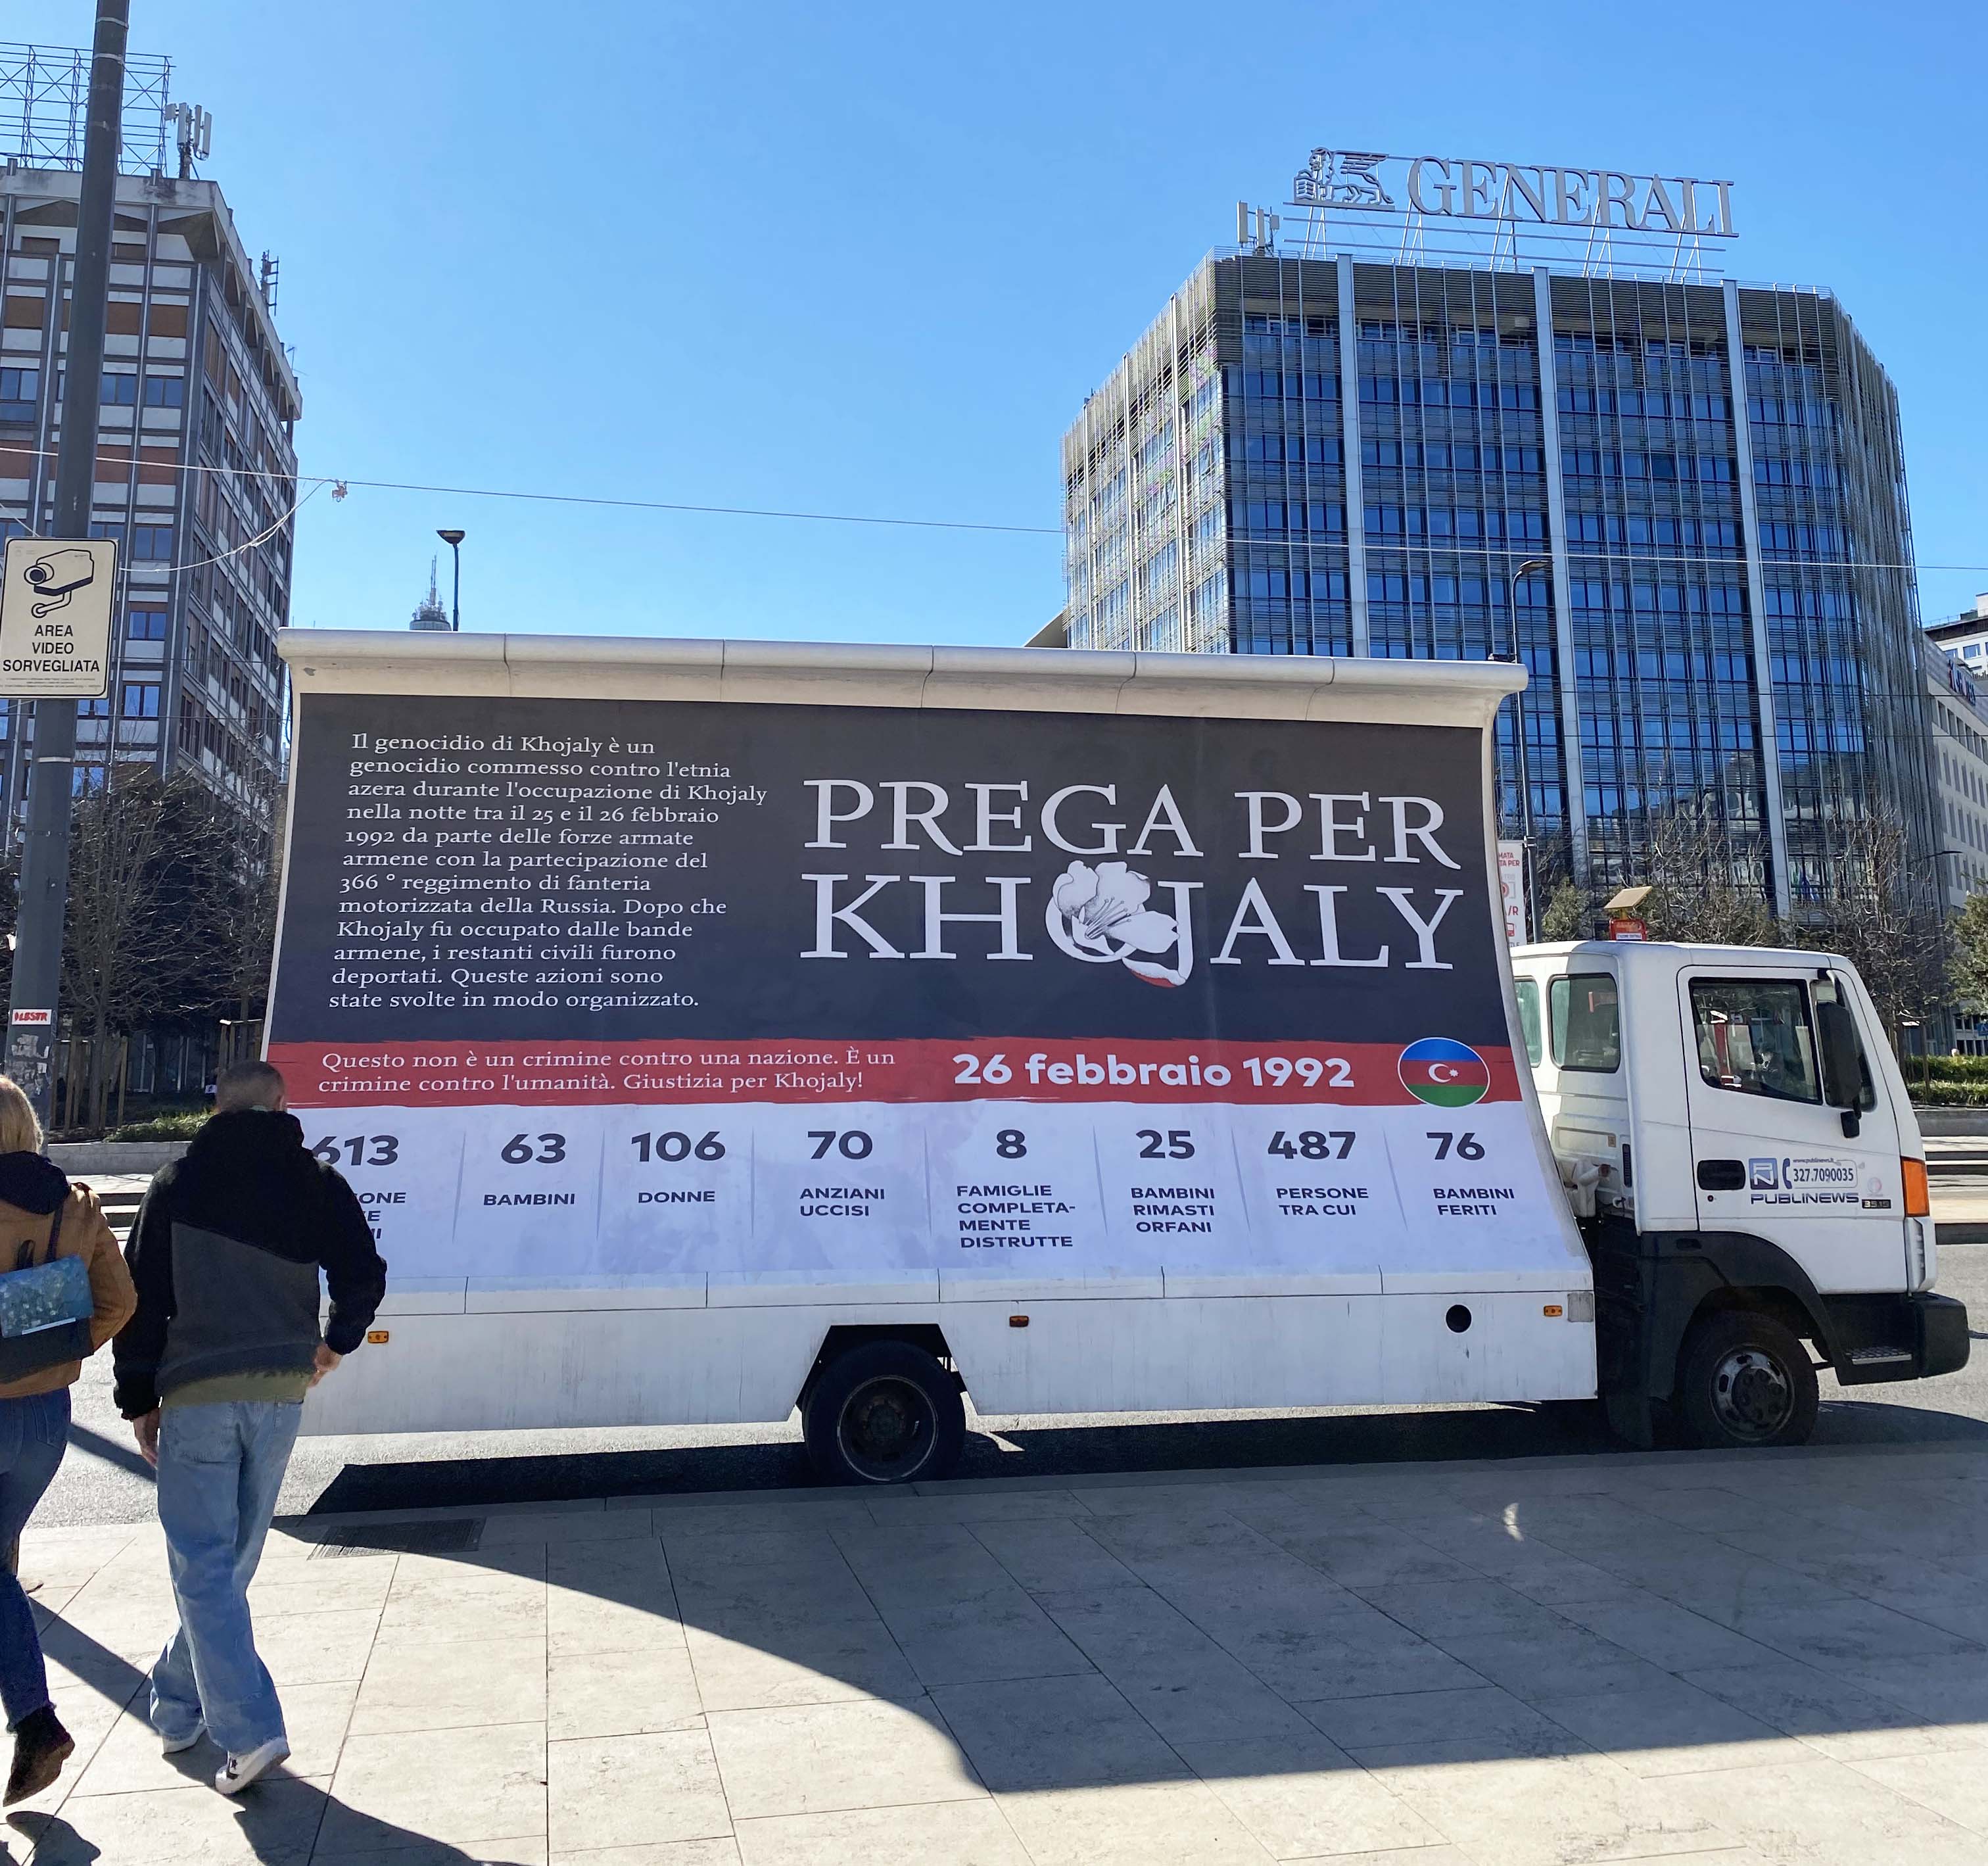 GENERALI
AREA
VIDEO
SORVEGLIATA
Il genocidio di Khojaly è un
genocidio commesso contro l'etnia
azera durante l'occupazione di Khojaly
nella notte tra il 25 e il 26 febbraio
1992 da parte delle forze armate
armene con la partecipazione del
366 ° reggimento di fanteria
motorizzata della Russia. Dopo che
Khojaly fu occupato dalle bande
armene, i restanti civili furono
deportati. Queste azioni sono
state svolte in modo organizzato.
PREGA PER
KHOJALY
Questo non è un crimine contro una nazione. È un
crimine contro l'umanità. Giustizia per Khojaly!
26 febbraio 1992
613
63
BAMBINI
106
DONNE
70
ANZIANI
UCCISI
8
FAMIGLIE
COMPLETA-
MENTE
DISTRUTTE
25
BAMBINI
RIMASTI
ORFANI
487
PERSONE
TRA CUI
76
BAMBINI
FERITI
www.publinews.it
327.7090035
PUBLINEWS